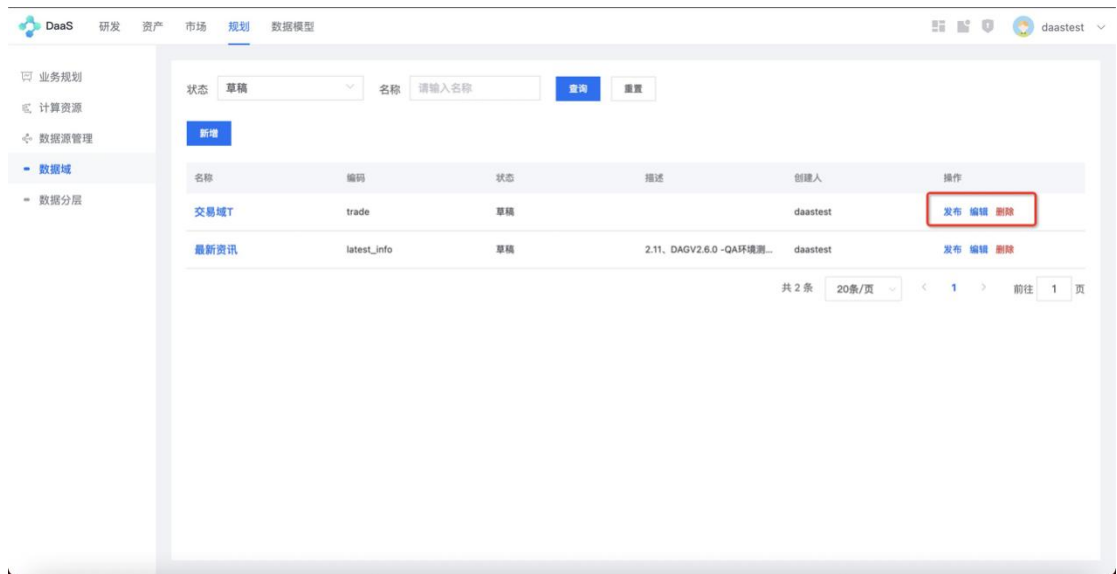 DaaS 研发 资产 市场 规划 数据模型 daastest
业务规划
计算资源
数据源管理
数据域
数据分层
状态 草稿 名称 请输入名称 查询 重置
新增
名称 编码 状态 描述 创建人 操作
交易域T trade 草稿 daastest 发布 编辑 删除
最新资讯 latest_info 草稿 2.11、DAGV2.6.0 -QA环境测... daastest 发布 编辑 删除
共 2 条 20条/页 1 前往 1 页